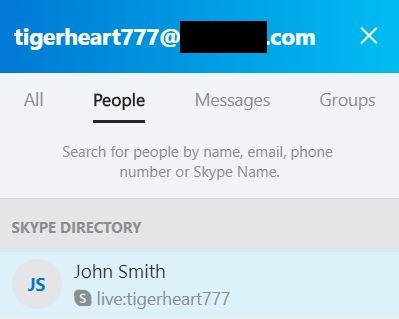 tigerheart777@ .com
All People Messages Groups
Search for people by name, email, phone
number or Skype Name.
SKYPE DIRECTORY
JS
John Smith
live:tigerheart777